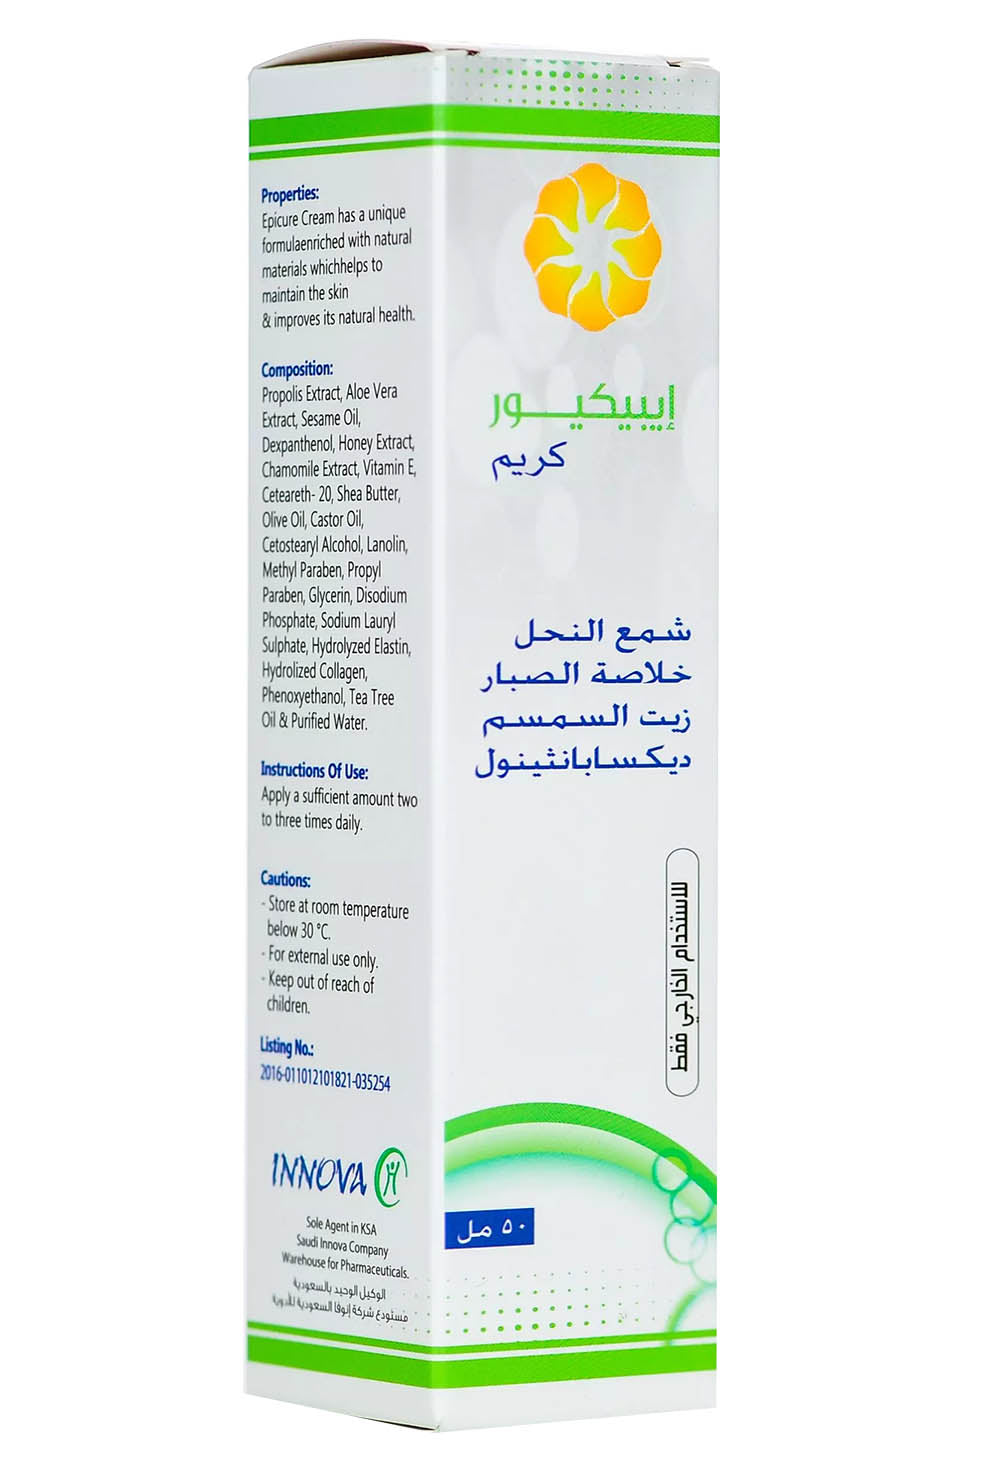 Properties:
Epicure Cream has a unique
formulaenriched with natural
materials whichhelps to
maintain the skin
& improves its natural health.
Composition:
Propolis Extract, Aloe Vera
Extract, Sesame Oil,
Dexpanthenol, Honey Extract,
Chamomile Extract, Vitamin E,
Ceteareth- 20, Shea Butter,
Olive Oil, Castor Oil,
Cetostearyl Alcohol, Lanolin,
Methyl Paraben, Propyl
Paraben, Glycerin, Disodium
Phosphate, Sodium Lauryl
Sulphate, Hydrolyzed Elastin,
Hydrolized Collagen,
Phenoxyethanol, Tea Tree
Oil & Purified Water.
Instructions Of Use:
Apply a sufficient amount two
to three times daily.
Cautions:
- Store at room temperature
below 30 °C.
- For external use only.
- Keep out of reach of
children.
Listing No.:
2016-011012101821-035254
INNOVA
Sole Agent in KSA
Saudi Innova Company
Warehouse for Pharmaceuticals.
الوكيل الوحيد بالسعودية
مستودع شركة إنوفا السعودية للأدوية
إيبيكيور
كريم
شمع النحل
خلاصة الصبار
زيت السمسم
ديكسابانثينول
للاستخدام الخارجي فقط
٥٠ مل